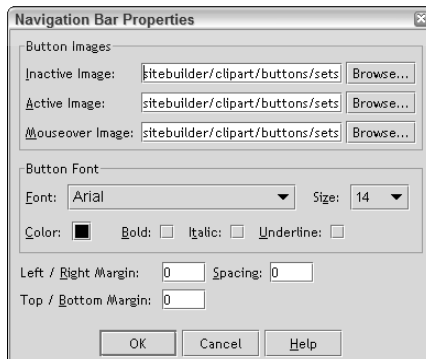 Navigation Bar Properties
Button Images
Inactive Image: sitebuilder/clipart/buttons/sets Browse...
Active Image: sitebuilder/clipart/buttons/sets Browse...
Mouseover Image: sitebuilder/clipart/buttons/sets Browse...
Button Font
Font: Arial Size: 14
Color: Bold: Italic: Underline:
Left / Right Margin: 0 Spacing: 0
Top / Bottom Margin: 0
OK Cancel Help